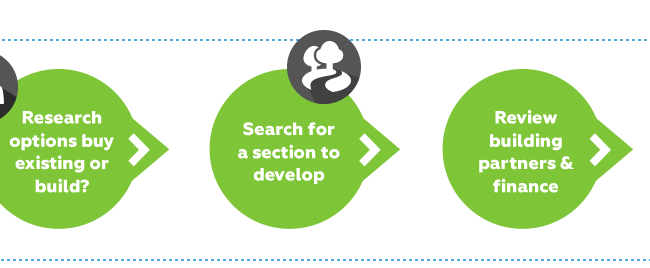 Research
options buy
existing or
build?
Search for
a section to
develop
Review
building
partners &
finance